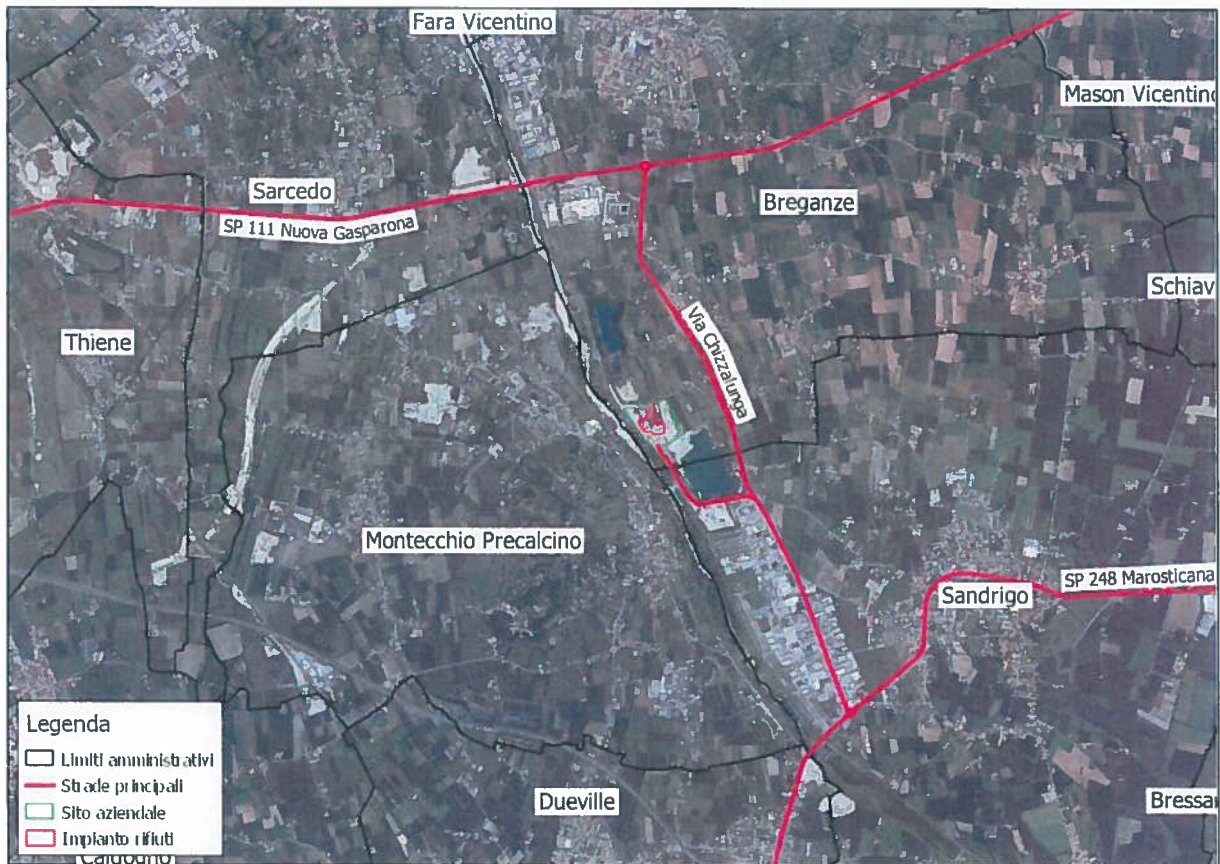 Fara Vicentino
Mason Vicentino
Sarcedo
Breganze
SP 111 Nuova Gasparona
Schiav
Thiene
Via Chizzalunga
Montecchio Precalcino
SP 248 Marosticana
Sandrigo
Dueville
Bressa
Legenda
Limiti amministrativi
Strade principali
Sito aziendale
Impianto rifiuti
Caldogno